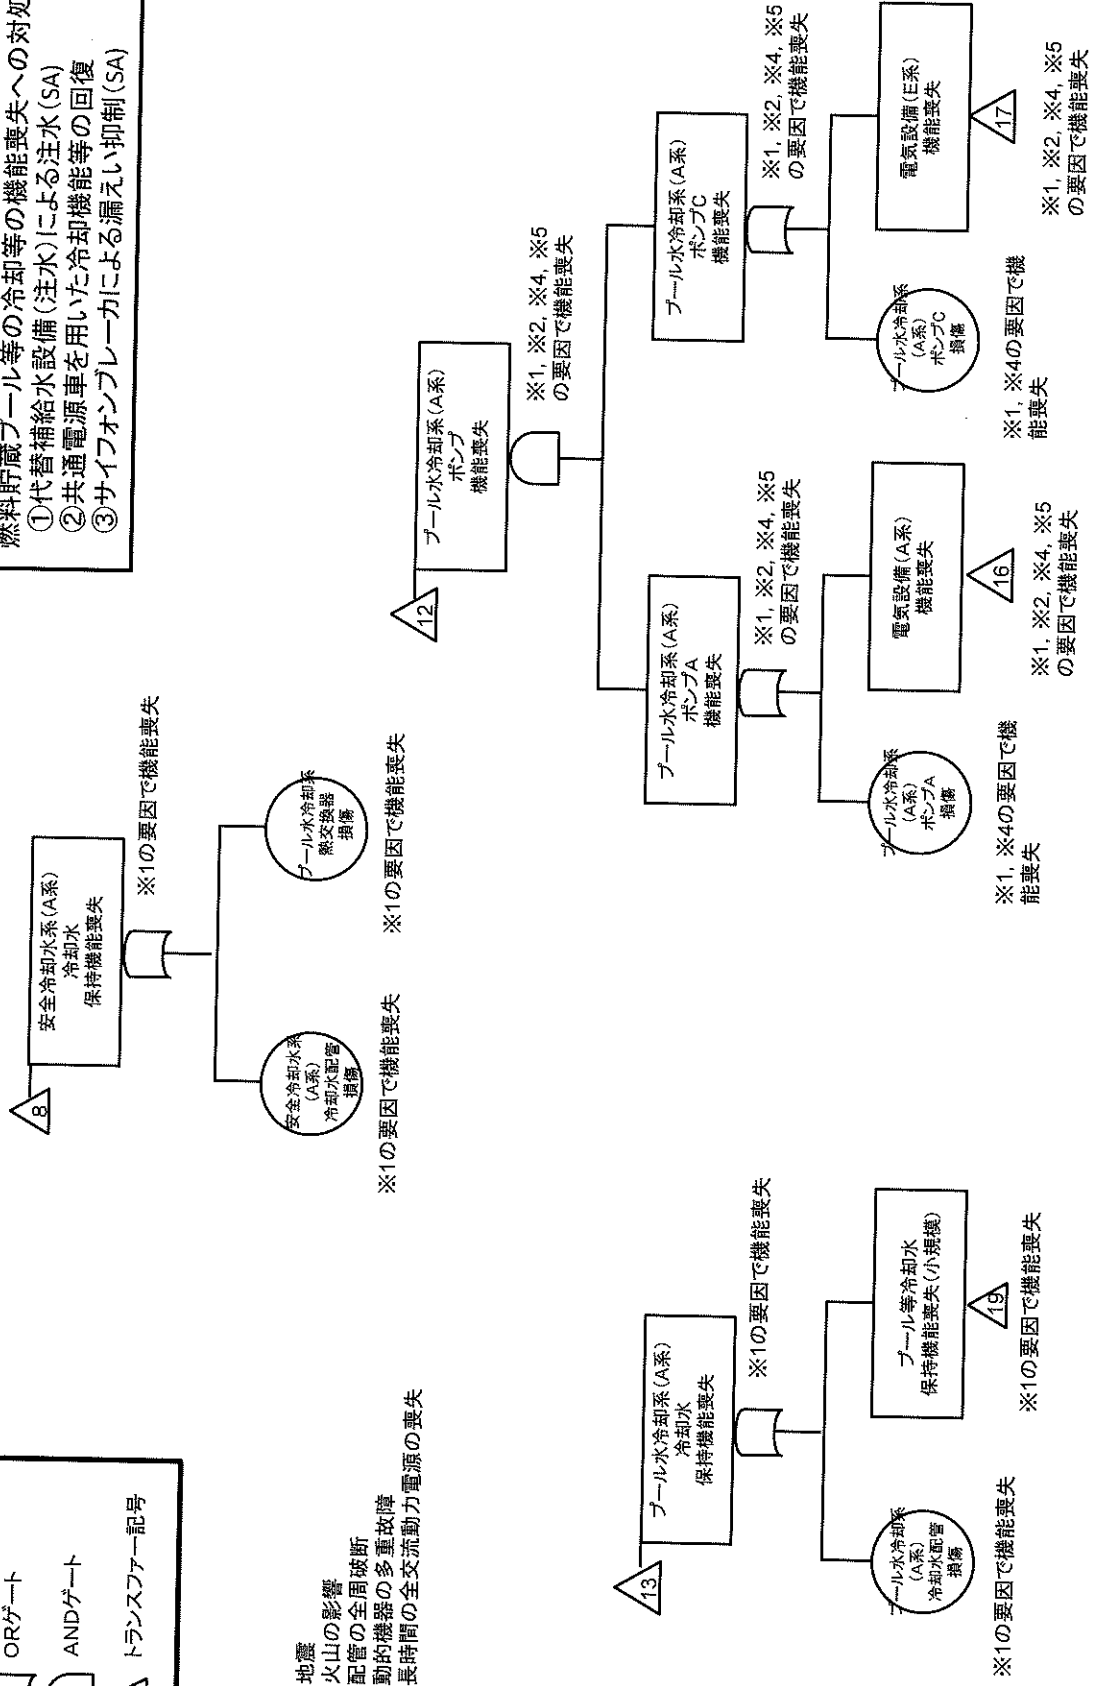 燃料貯蔵プール等の冷却等の機能喪失への対処
①代替補給水設備(注水)による注水(SA)
②共通電源車を用いた冷却機能等の回復
③サイフォンブレーカによる漏えい抑制(SA)
ORゲート
ANDゲート
トランスファー記号
地震
火山の影響
配管の全周破断
動的機器の多重故障
長時間の全交流動力電源の喪失
8
安全冷却水系(A系)
冷却水
保持機能喪失
※1の要因で機能喪失
安全冷却水系
(A系)
冷却水配管
損傷
※1の要因で機能喪失
プール水冷却系
熱交換器
損傷
※1の要因で機能喪失
12
プール水冷却系(A系)
ポンプ
機能喪失
※1, ※2, ※4, ※5
の要因で機能喪失
プール水冷却系(A系)
ポンプA
機能喪失
※1, ※2, ※4, ※5
の要因で機能喪失
プール水冷却系(A系)
ポンプC
機能喪失
※1, ※2, ※4, ※5
の要因で機能喪失
プール水冷却系
(A系)
ポンプA
損傷
※1, ※4の要因で機
能喪失
電気設備(A系)
機能喪失
16
※1, ※2, ※4, ※5
の要因で機能喪失
プール水冷却系
(A系)
ポンプC
損傷
※1, ※4の要因で機
能喪失
電気設備(E系)
機能喪失
17
※1, ※2, ※4, ※5
の要因で機能喪失
13
プール水冷却系(A系)
冷却水
保持機能喪失
※1の要因で機能喪失
プール水冷却系
(A系)
冷却水配管
損傷
※1の要因で機能喪失
プール等冷却水
保持機能喪失(小規模)
19
※1の要因で機能喪失